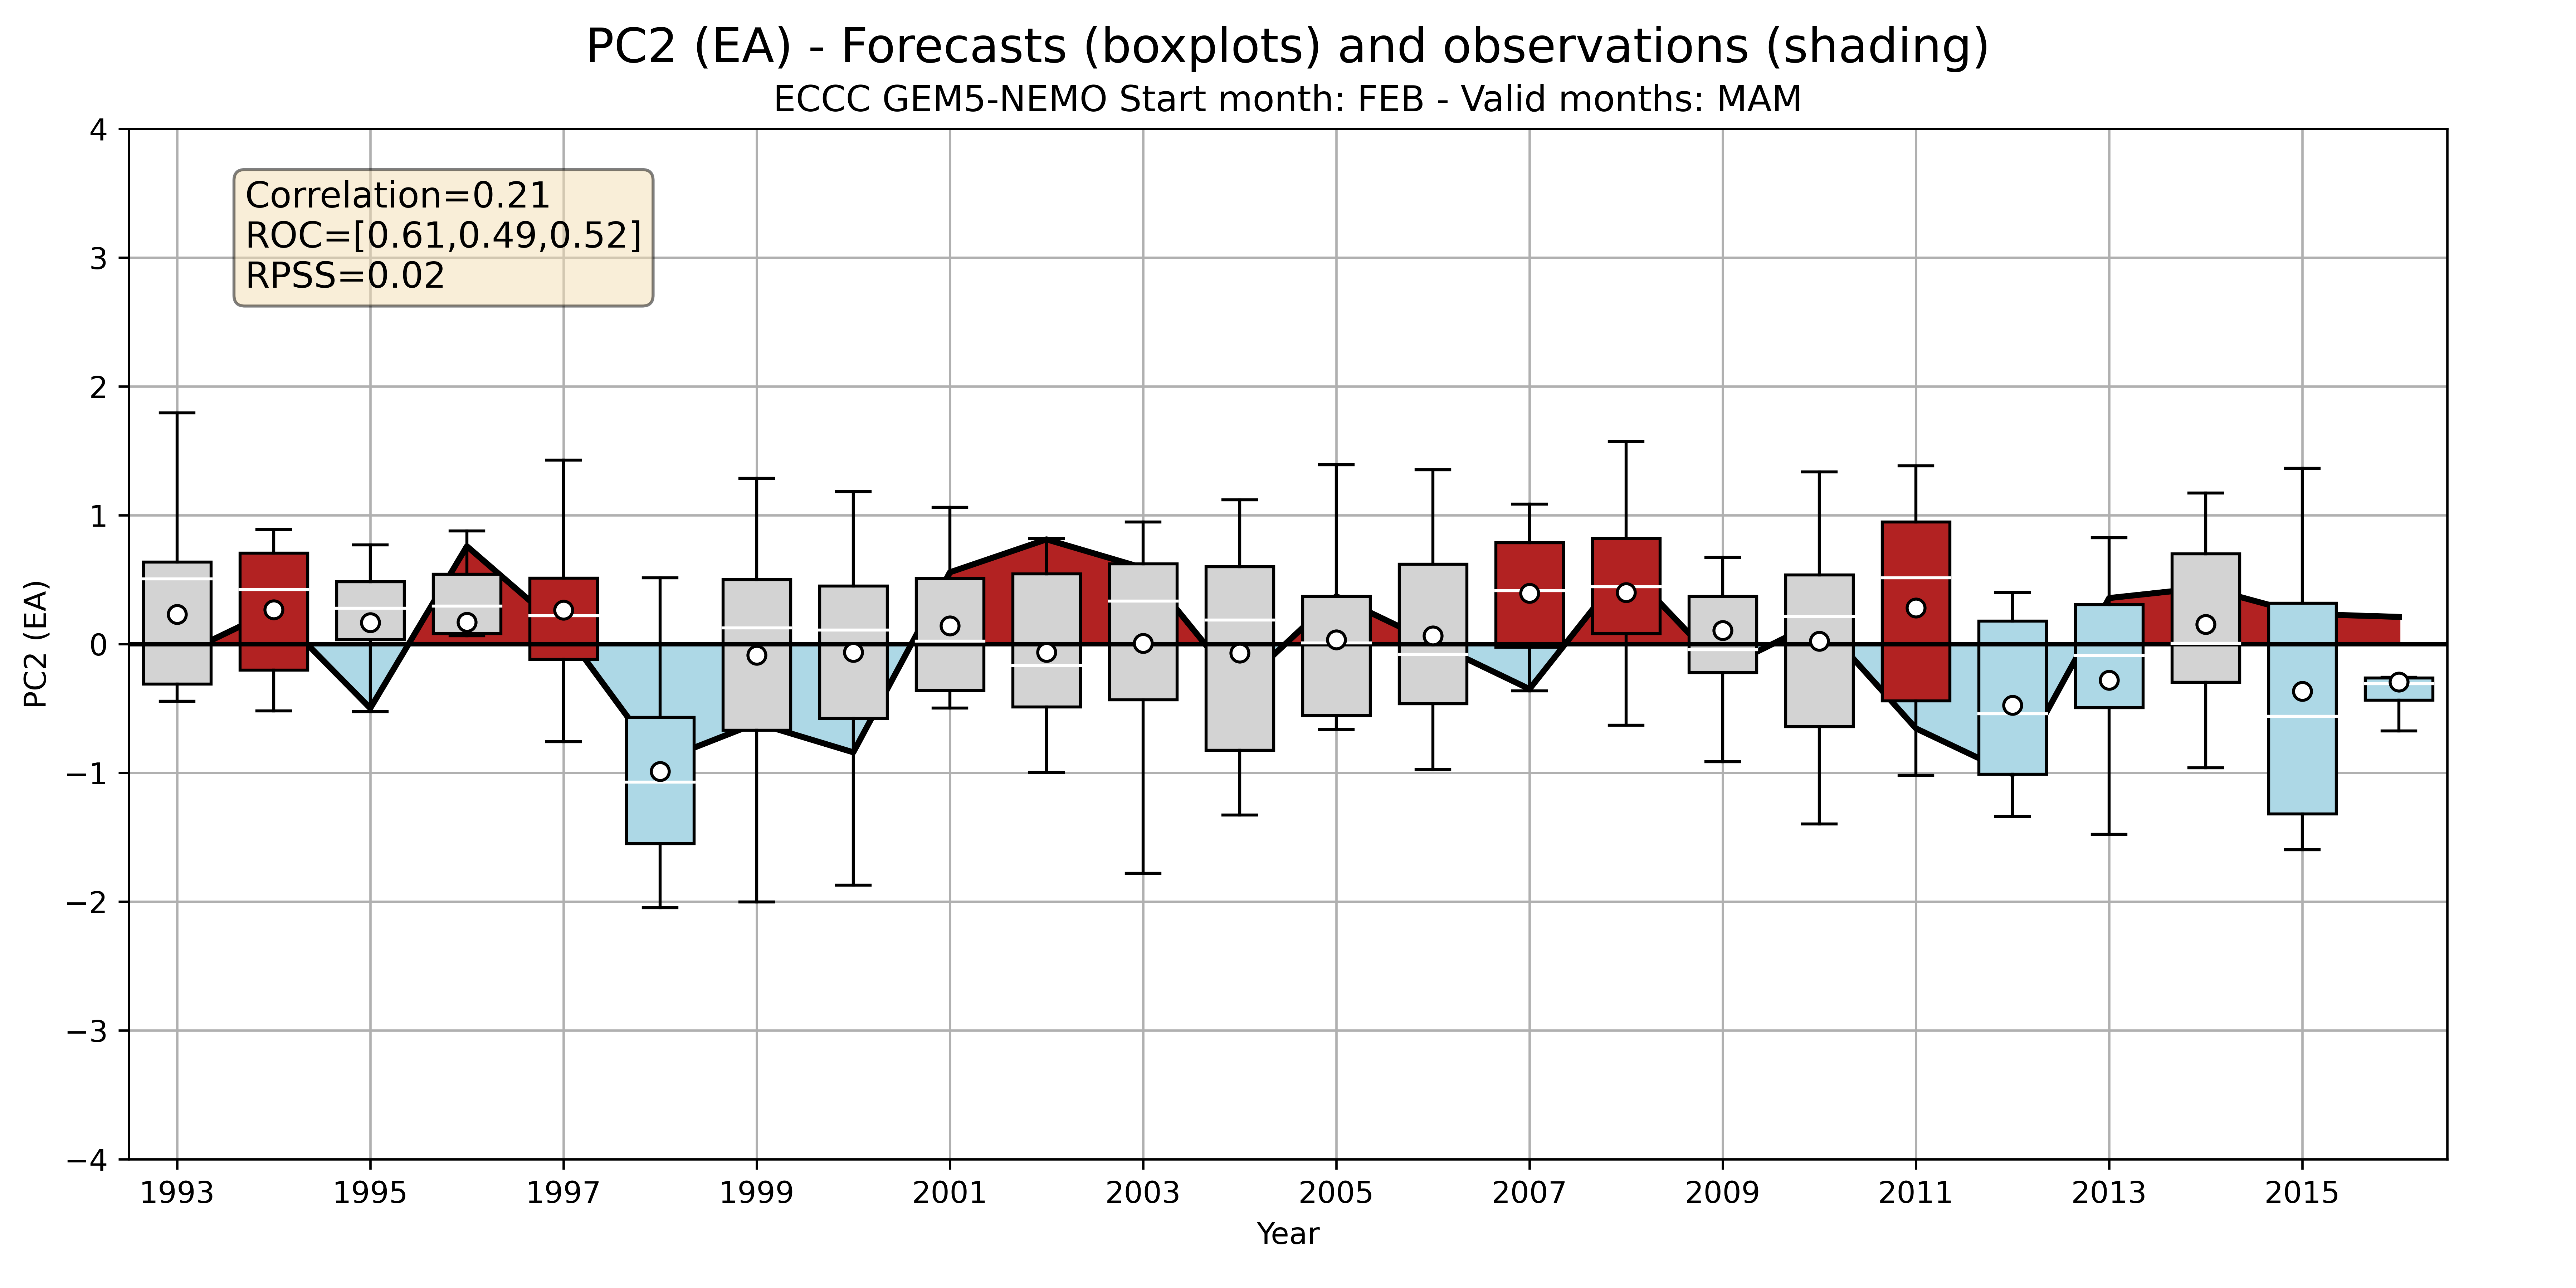 PC2 (EA) - Forecasts (boxplots) and observations (shading)
ECCC GEM5-NEMO Start month: FEB - Valid months: MAM
Correlation=0.21
ROC=[0.61,0.49,0.52]
RPSS=0.02
PC2 (EA)
4
3
2
1
0
−1
−2
−3
−4
1993 1995 1997 1999 2001 2003 2005 2007 2009 2011 2013 2015
Year